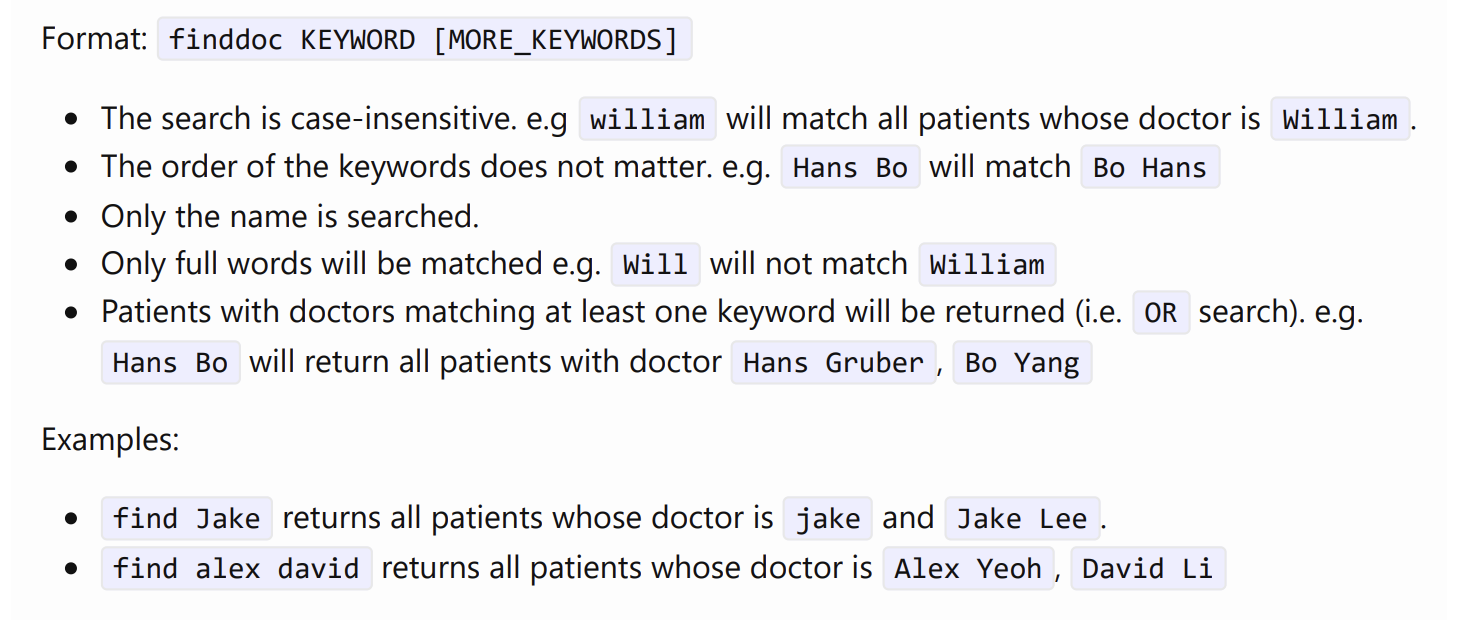 Format: finddoc KEYWORD [MORE_KEYWORDS]
• The search is case-insensitive. e.g william will match all patients whose doctor is William.
• The order of the keywords does not matter. e.g. Hans Bo will match Bo Hans
• Only the name is searched.
• Only full words will be matched e.g. Will will not match William
• Patients with doctors matching at least one keyword will be returned (i.e. OR search). e.g.
Hans Bo will return all patients with doctor Hans Gruber, Bo Yang
Examples:
• find Jake returns all patients whose doctor is jake and Jake Lee.
• find alex david returns all patients whose doctor is Alex Yeoh, David Li